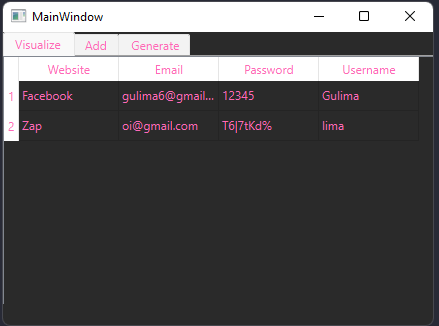 MainWindow
Visualize Add Generate
Website Email Password Username
1 Facebook gulima6@gmail... 12345 Gulima
2 Zap oi@gmail.com T6|7tKd% lima